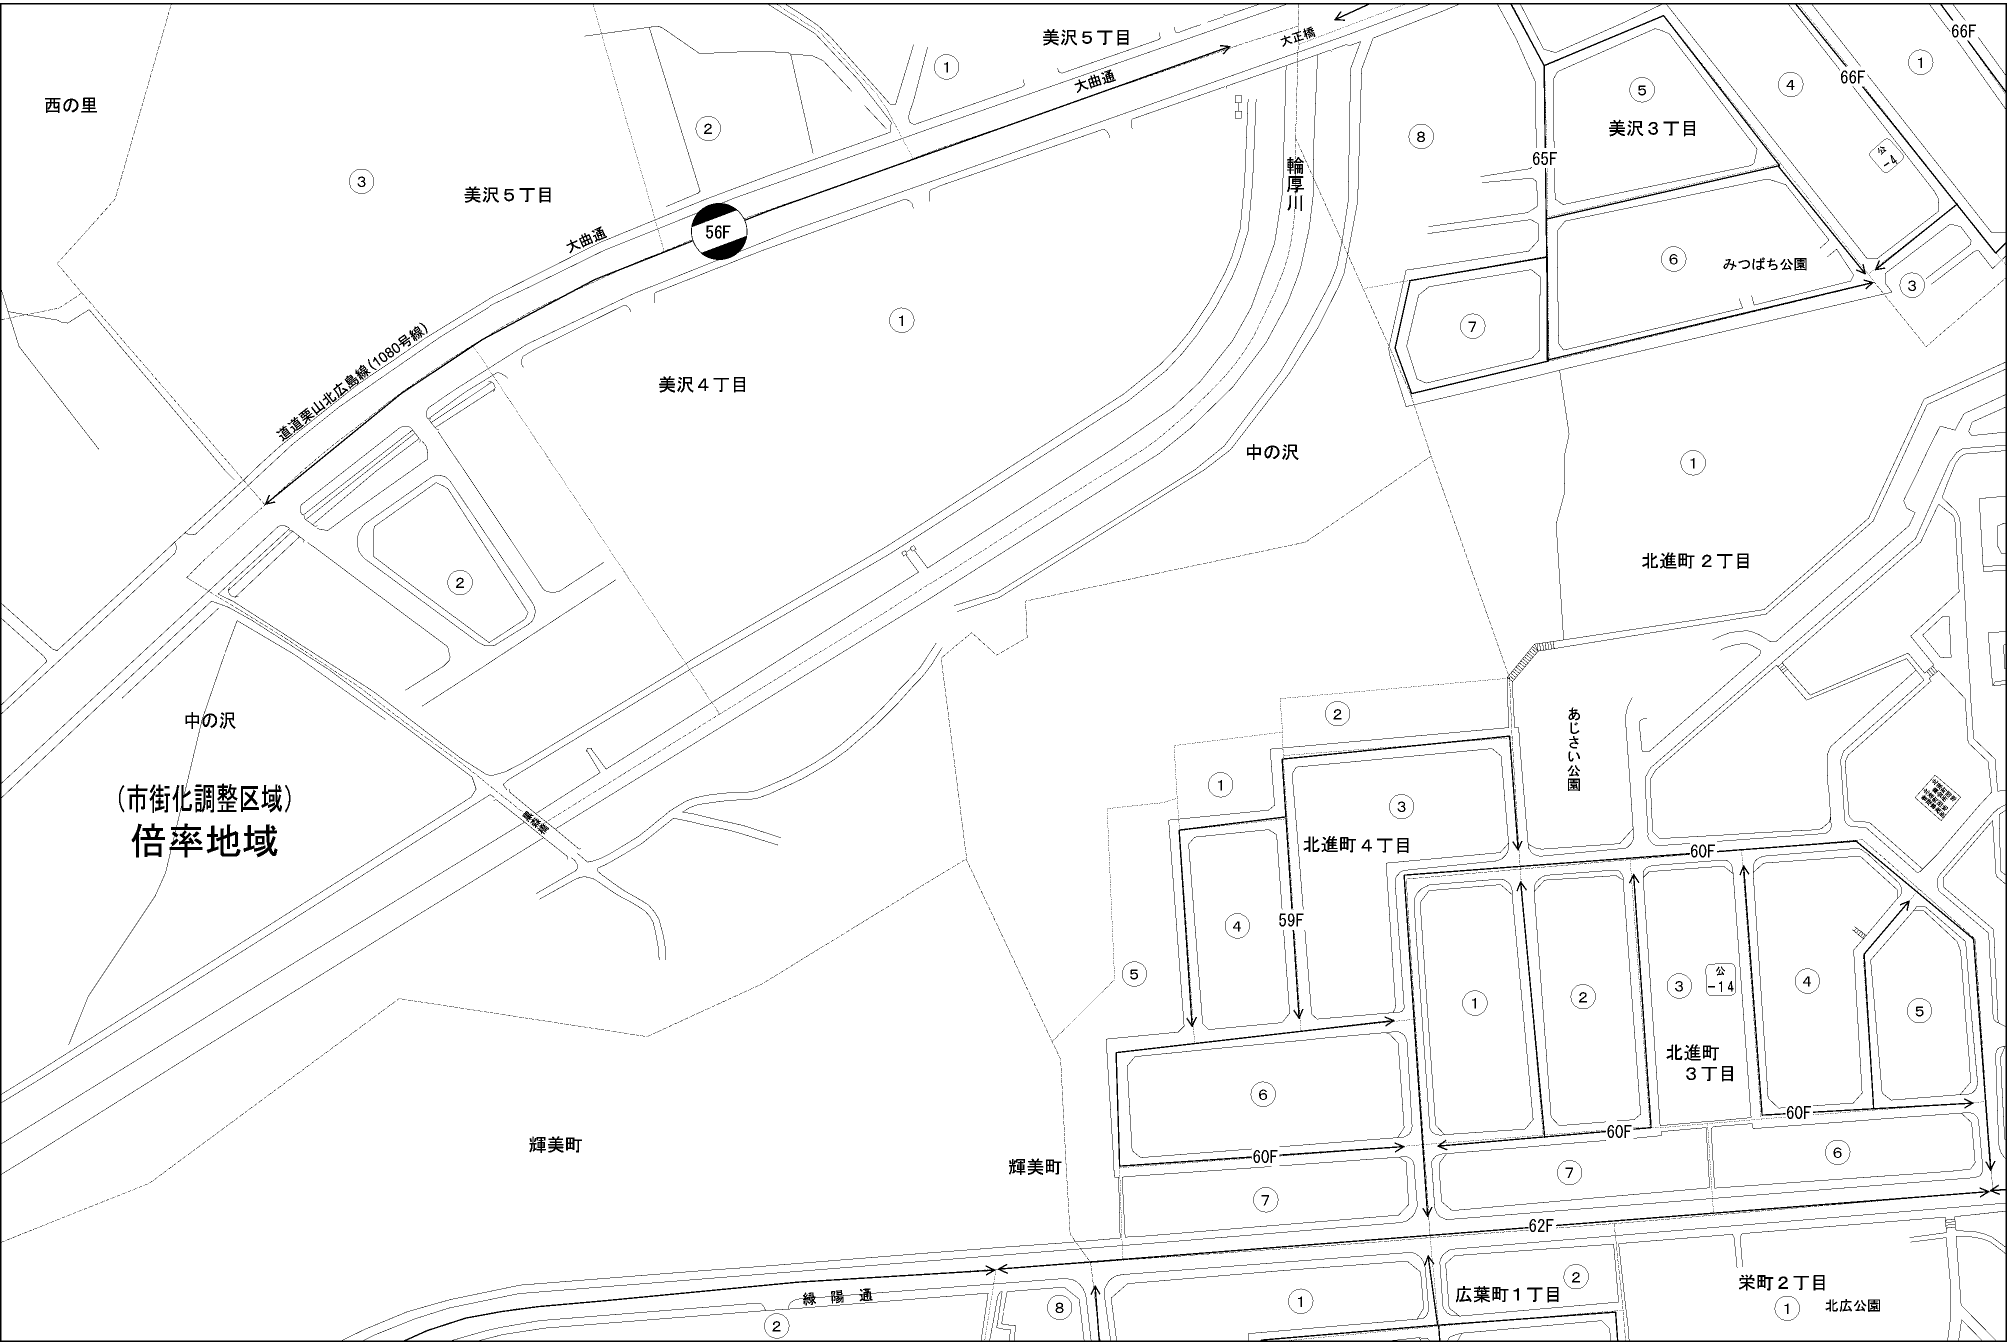 美沢５丁目
大正橋
66F
大曲通
①
66F
①
④
西の里
⑤
美沢３丁目
②
⑧
公
-4
65F
③
美沢５丁目
輪厚川
56F
大曲通
⑥
みつばち公園
③
①
⑦
道道栗山北広島線(1080号線)
美沢４丁目
中の沢
①
北進町２丁目
②
中の沢
②
あじさい公園
①
③
(市街化調整区域)
倍率地域
北進町４丁目
60F
④
59F
⑤
①
②
③
公
-14
④
⑤
北進町
３丁目
⑥
60F
60F
輝美町
輝美町
60F
⑦
⑦
⑥
62F
緑陽通
②
⑧
①
広葉町１丁目
②
栄町２丁目
①
北広公園